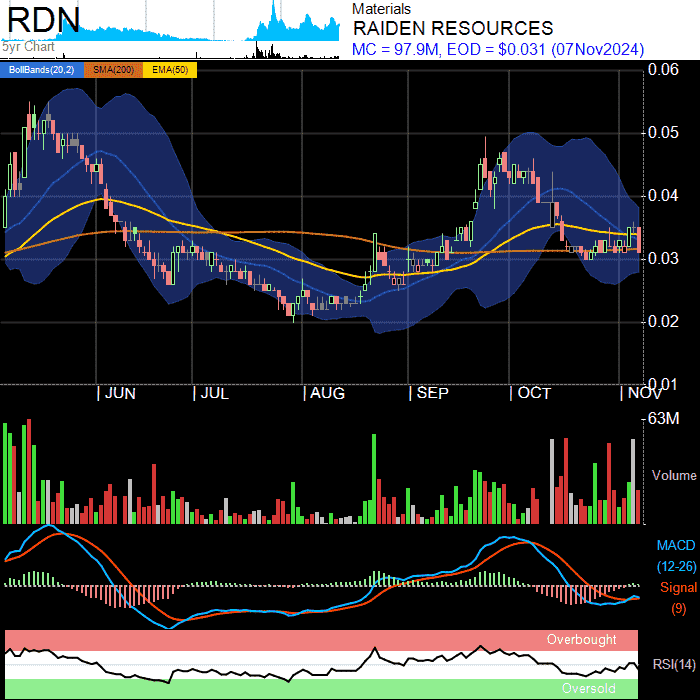 RDN
5yr Chart
Materials
RAIDEN RESOURCES
MC = 97.9M, EOD = $0.031 (07Nov2024)
BollBands(20,2) SMA(200) EMA(50)
0.06
0.05
0.04
0.03
0.02
0.01
JUN JUL AUG SEP OCT NOV
63M
Volume
MACD
(12-26)
Signal
(9)
Overbought
RSI(14)
Oversold